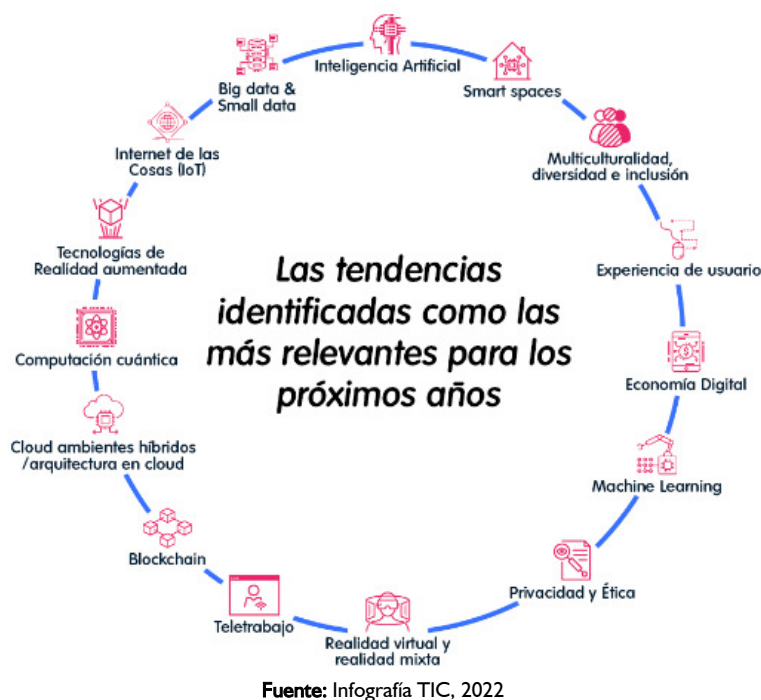 Inteligencia Artificial
Smart spaces
Multiculturalidad,
diversidad e inclusión
Experiencia de usuario
Economía Digital
Machine Learning
Privacidad y Ética
Realidad virtual y
realidad mixta
Teletrabajo
Blockchain
Cloud ambientes híbridos
/arquitectura en cloud
Computación cuántica
Tecnologías de
Realidad aumentada
Internet de las
Cosas (IoT)
Big data &
Small data
Las tendencias
identificadas como las
más relevantes para los
próximos años
Fuente: Infografía TIC, 2022